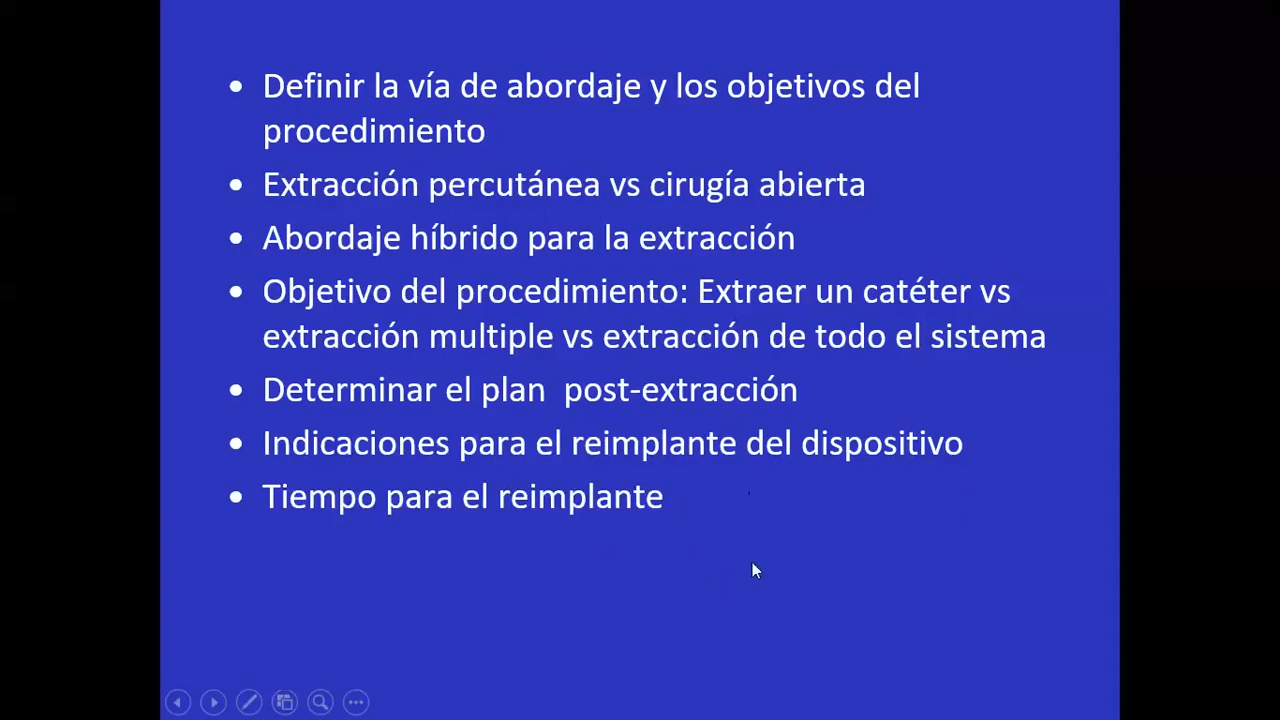 • Definir la vía de abordaje y los objetivos del
procedimiento
• Extracción percutánea vs cirugía abierta
• Abordaje híbrido para la extracción
• Objetivo del procedimiento: Extraer un catéter vs
extracción multiple vs extracción de todo el sistema
• Determinar el plan  post-extracción
• Indicaciones para el reimplante del dispositivo
• Tiempo para el reimplante